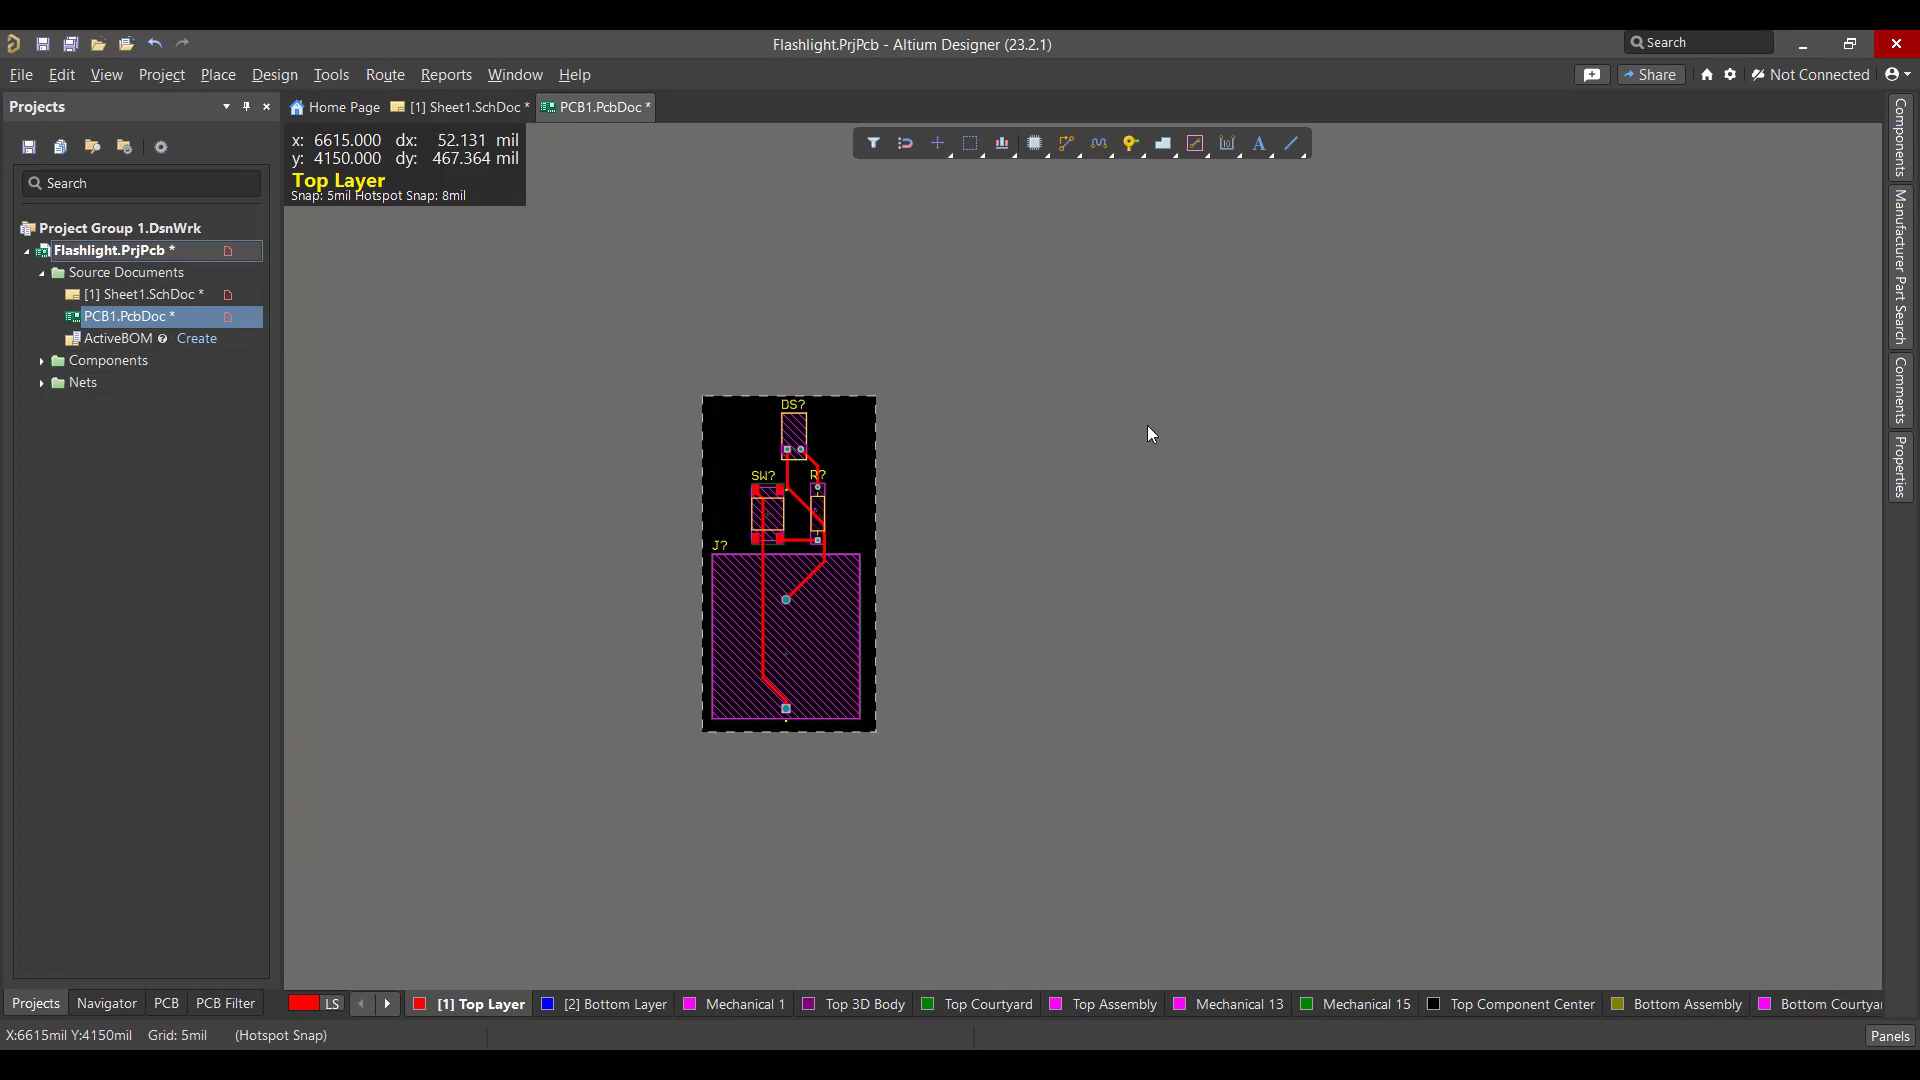 Flashlight.PrjPcb - Altium Designer (23.2.1)
Search
File Edit View Project Place Design Tools Route Reports Window Help
Share
Not Connected
Projects
Home Page
[1] Sheet1.SchDoc *
PCB1.PcbDoc *
x: 6615.000 dx: 52.131 mil
y: 4150.000 dy: 467.364 mil
Top Layer
Snap: 5mil Hotspot Snap: 8mil
Search
Project Group 1.DsnWrk
Flashlight.PrjPcb *
Source Documents
[1] Sheet1.SchDoc *
PCB1.PcbDoc *
ActiveBOM Create
Components
Nets
DS?
SW?
R?
J?
Components
Manufacturer Part Search
Comments
Properties
Projects Navigator PCB PCB Filter
LS
[1] Top Layer
[2] Bottom Layer
Mechanical 1
Top 3D Body
Top Courtyard
Top Assembly
Mechanical 13
Mechanical 15
Top Component Center
Bottom Assembly
Bottom Courtya
X:6615mil Y:4150mil Grid: 5mil (Hotspot Snap)
Panels